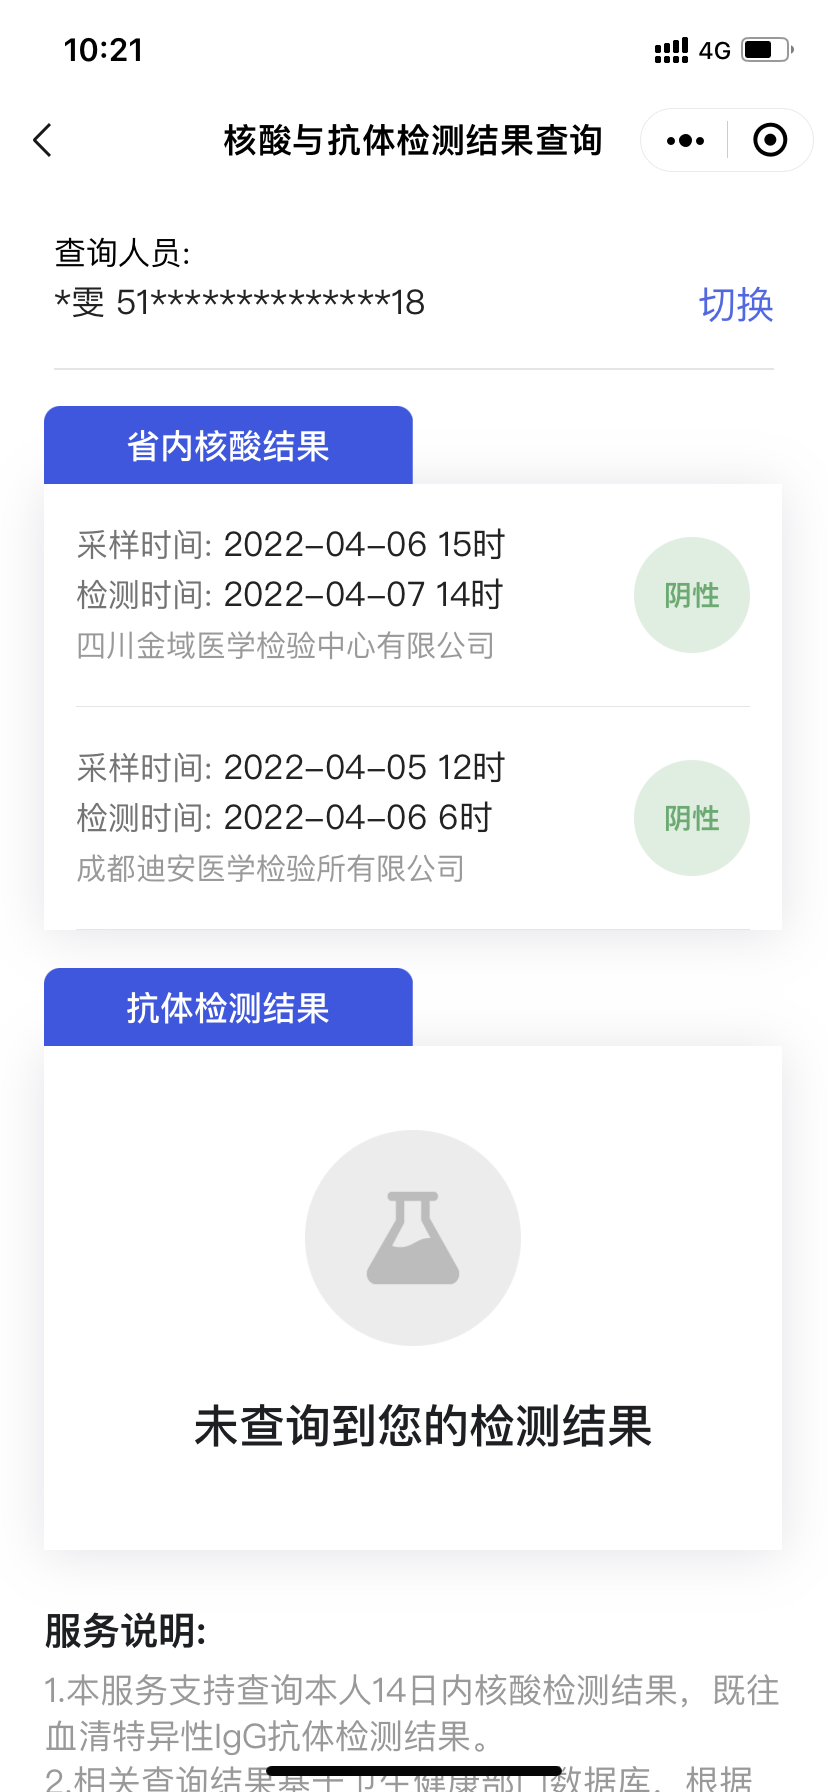 10:21
4G
核酸与抗体检测结果查询
查询人员:
*雯 51**************18
切换
省内核酸结果
采样时间: 2022-04-06 15时
检测时间: 2022-04-07 14时
阴性
四川金域医学检验中心有限公司
采样时间: 2022-04-05 12时
检测时间: 2022-04-06 6时
阴性
成都迪安医学检验所有限公司
抗体检测结果
未查询到您的检测结果
服务说明:
1.本服务支持查询本人14日内核酸检测结果，既往
血清特异性IgG抗体检测结果。
2.相关查询结果基于卫生健康部门数据库，根据